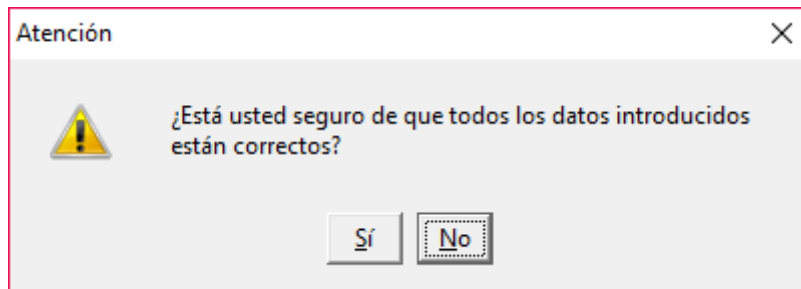 Atención
¿Está usted seguro de que todos los datos introducidos
están correctos?
Sí
No